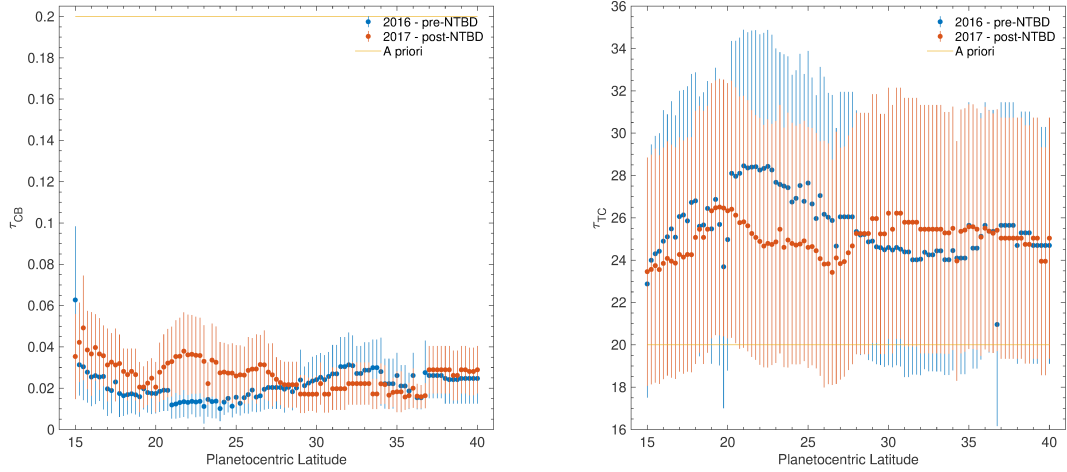 0.2
0.18
0.16
0.14
0.12
0.1
0.08
0.06
0.04
0.02
0
τCB
15 20 25 30 35 40
Planetocentric Latitude
2016 - pre-NTBD
2017 - post-NTBD
A priori
36
34
32
30
28
26
24
22
20
18
16
τTC
15 20 25 30 35 40
Planetocentric Latitude
2016 - pre-NTBD
2017 - post-NTBD
A priori